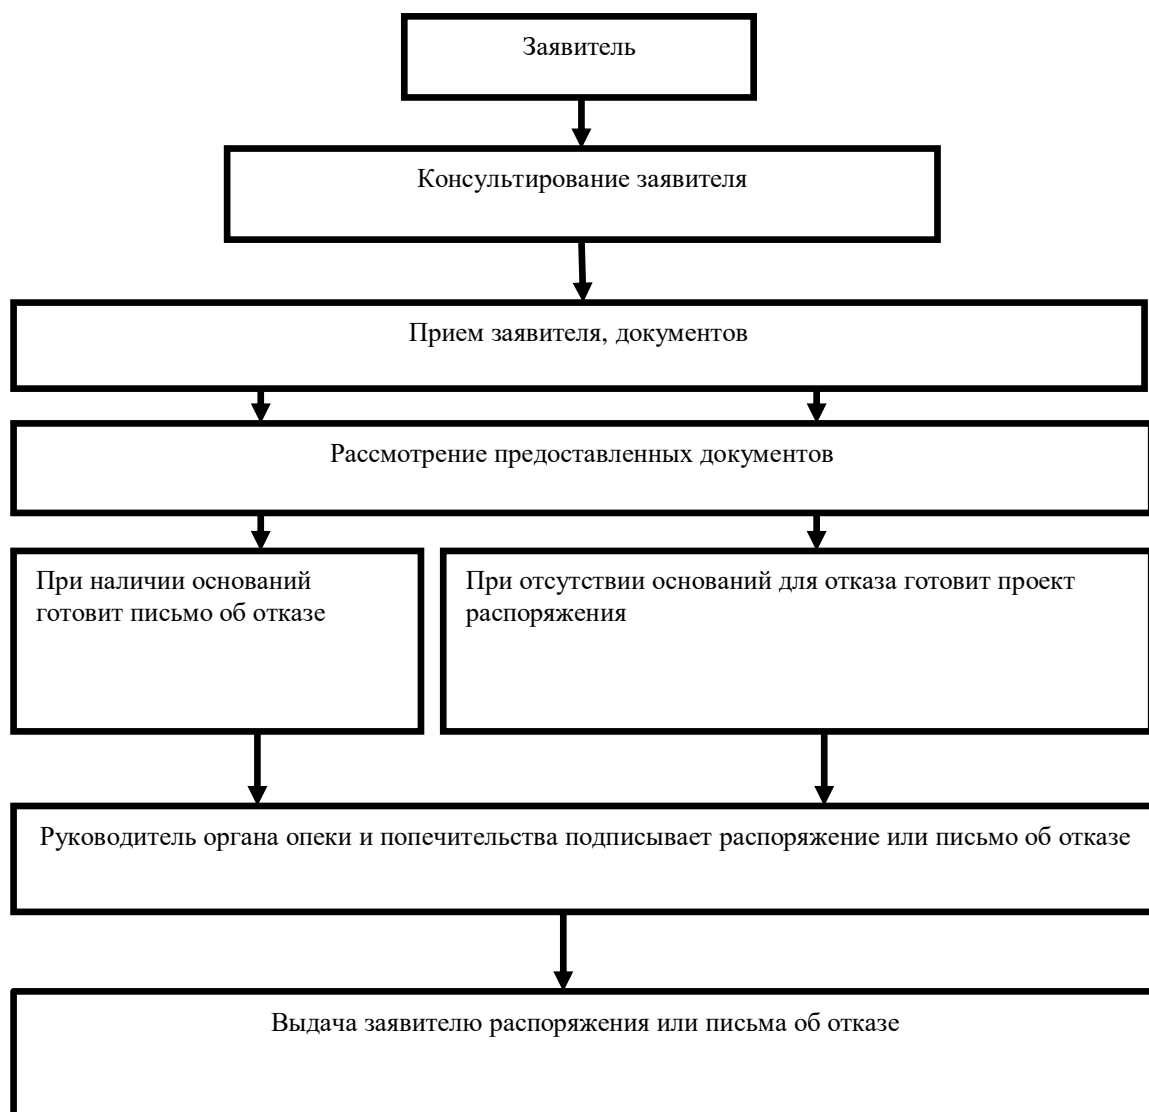 Заявитель
Консультирование заявителя
Прием заявителя, документов
Рассмотрение предоставленных документов
При наличии оснований
готовит письмо об отказе
При отсутствии оснований для отказа готовит проект
распоряжения
Руководитель органа опеки и попечительства подписывает распоряжение или письмо об отказе
Выдача заявителю распоряжения или письма об отказе